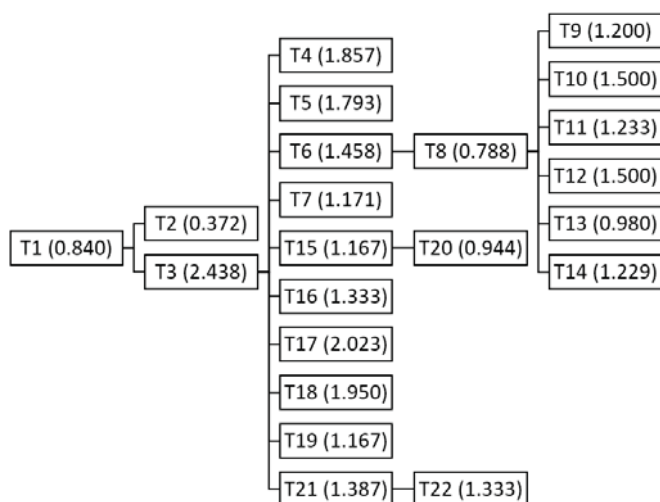 T1 (0.840)
T2 (0.372)
T3 (2.438)
T4 (1.857)
T5 (1.793)
T6 (1.458)
T7 (1.171)
T15 (1.167)
T16 (1.333)
T17 (2.023)
T18 (1.950)
T19 (1.167)
T21 (1.387)
T8 (0.788)
T20 (0.944)
T22 (1.333)
T9 (1.200)
T10 (1.500)
T11 (1.233)
T12 (1.500)
T13 (0.980)
T14 (1.229)